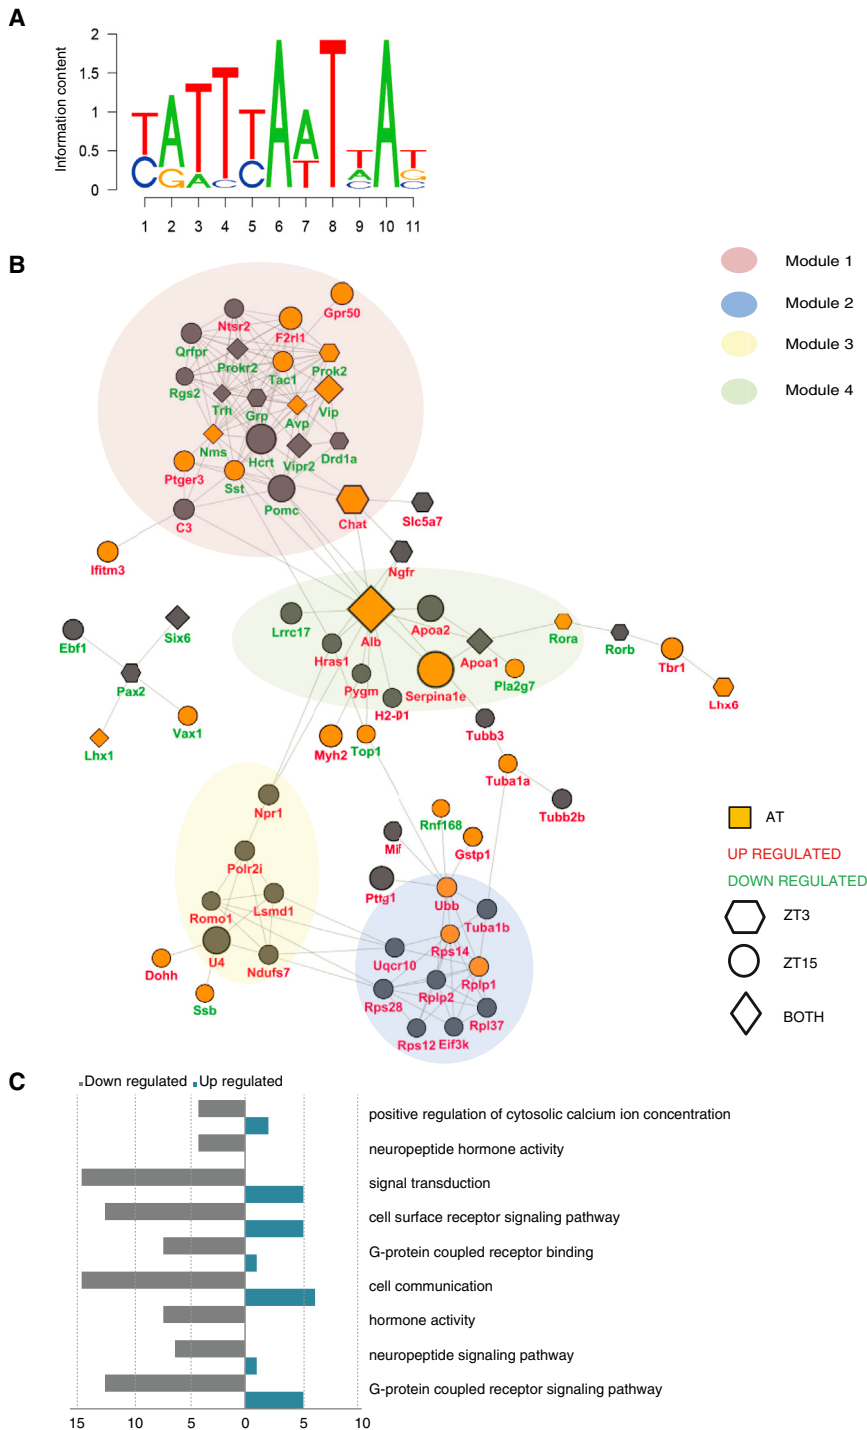 A
Information content
2
1.5
1
0.5
0
1 2 3 4 5 6 7 8 9 10 11
B
Module 1
Module 2
Module 3
Module 4
Gpr50
Ntsr2
F2rl1
Qrfpr
Prokr2
Prok2
Tac1
Rgs2
Trh
Grp
Vip
Avp
Nms
Hcrt
Vipr2
Drd1a
Ptger3
Sst
Pomc
C3
Chat
Slc5a7
Ifitm3
Ngfr
Lrrc17
Alb
Apoa2
Rora
Six6
Ebf1
Hras1
Apoa1
Rorb
Tbr1
Pax2
Pygm
Serpina1e
Pla2g7
Lhx6
H2-D1
Vax1
Lhx1
Myh2
Top1
Tubb3
Tuba1a
Tubb2b
Npr1
Rnf168
Mif
Gstp1
Polr2i
Pttg1
Ubb
Romo1
Lsmd1
Tuba1b
Rps14
U4
Dohh
Ndufs7
Uqcr10
Rplp1
Ssb
Rps28
Rplp2
Rpl37
Rps12 Eif3k
AT
UP REGULATED
DOWN REGULATED
ZT3
ZT15
BOTH
C
Down regulated Up regulated
positive regulation of cytosolic calcium ion concentration
neuropeptide hormone activity
signal transduction
cell surface receptor signaling pathway
G-protein coupled receptor binding
cell communication
hormone activity
neuropeptide signaling pathway
G-protein coupled receptor signaling pathway
15 10 5 0 5 10